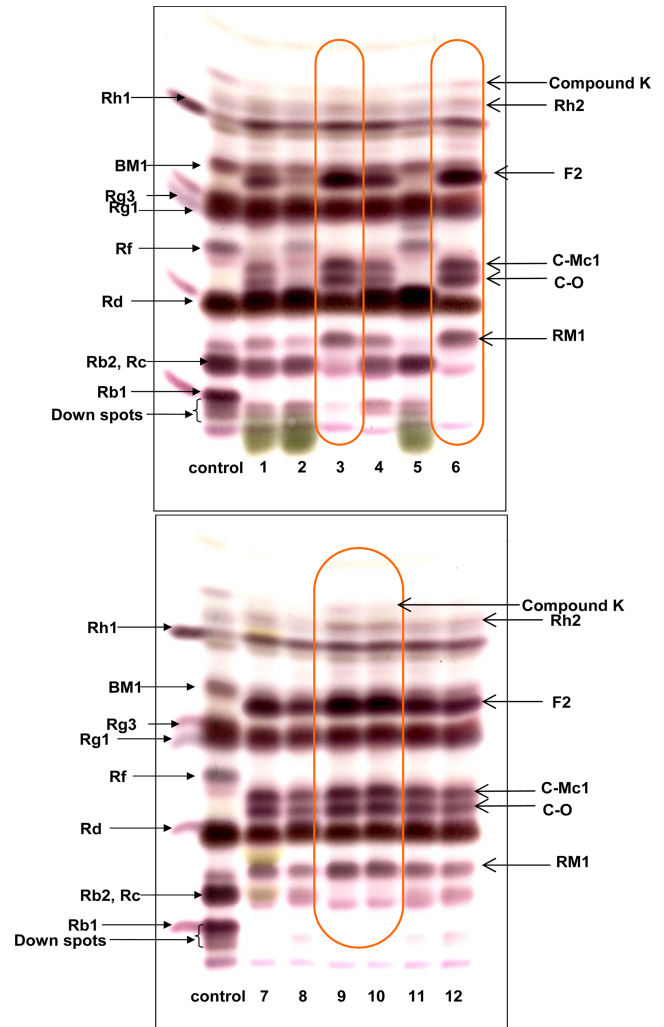 Compound K
Rh1
Rh2
BM1
F2
Rg3
Rg1
Rf
C-Mc1
C-O
Rd
RM1
Rb2, Rc
Rb1
Down spots
control 1 2 3 4 5 6
Compound K
Rh1
Rh2
BM1
F2
Rg3
Rg1
Rf
C-Mc1
C-O
Rd
RM1
Rb2, Rc
Rb1
Down spots
control 7 8 9 10 11 12